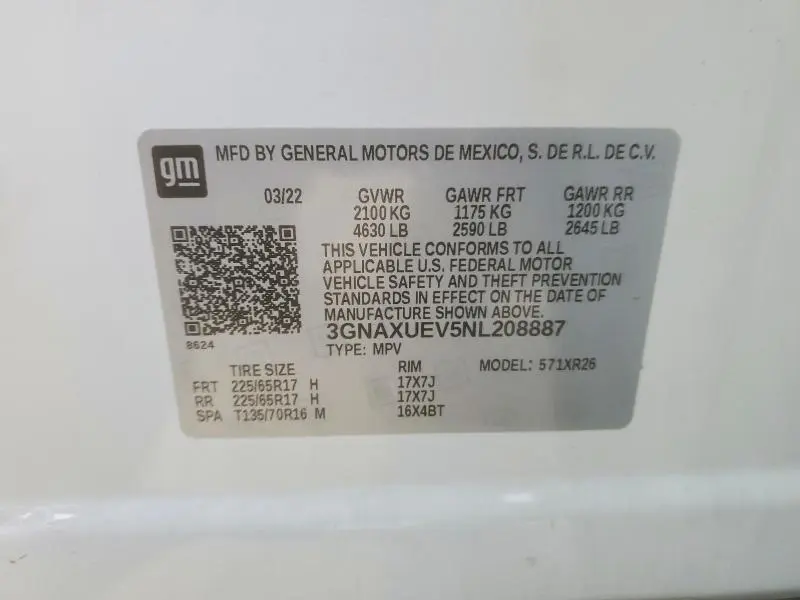 gm
MFD BY GENERAL MOTORS DE MEXICO, S. DE R.L. DE C.V.
03/22 GVWR GAWR FRT GAWR RR
2100 KG 1175 KG 1200 KG
4630 LB 2590 LB 2645 LB
THIS VEHICLE CONFORMS TO ALL
APPLICABLE U.S. FEDERAL MOTOR
VEHICLE SAFETY AND THEFT PREVENTION
STANDARDS IN EFFECT ON THE DATE OF
MANUFACTURE SHOWN ABOVE.
3GNAXUEV5NL208887
8624
TYPE: MPV
TIRE SIZE RIM MODEL: 571XR26
FRT 225/65R17 H 17X7J
RR 225/65R17 H 17X7J
SPA T135/70R16 M 16X4BT